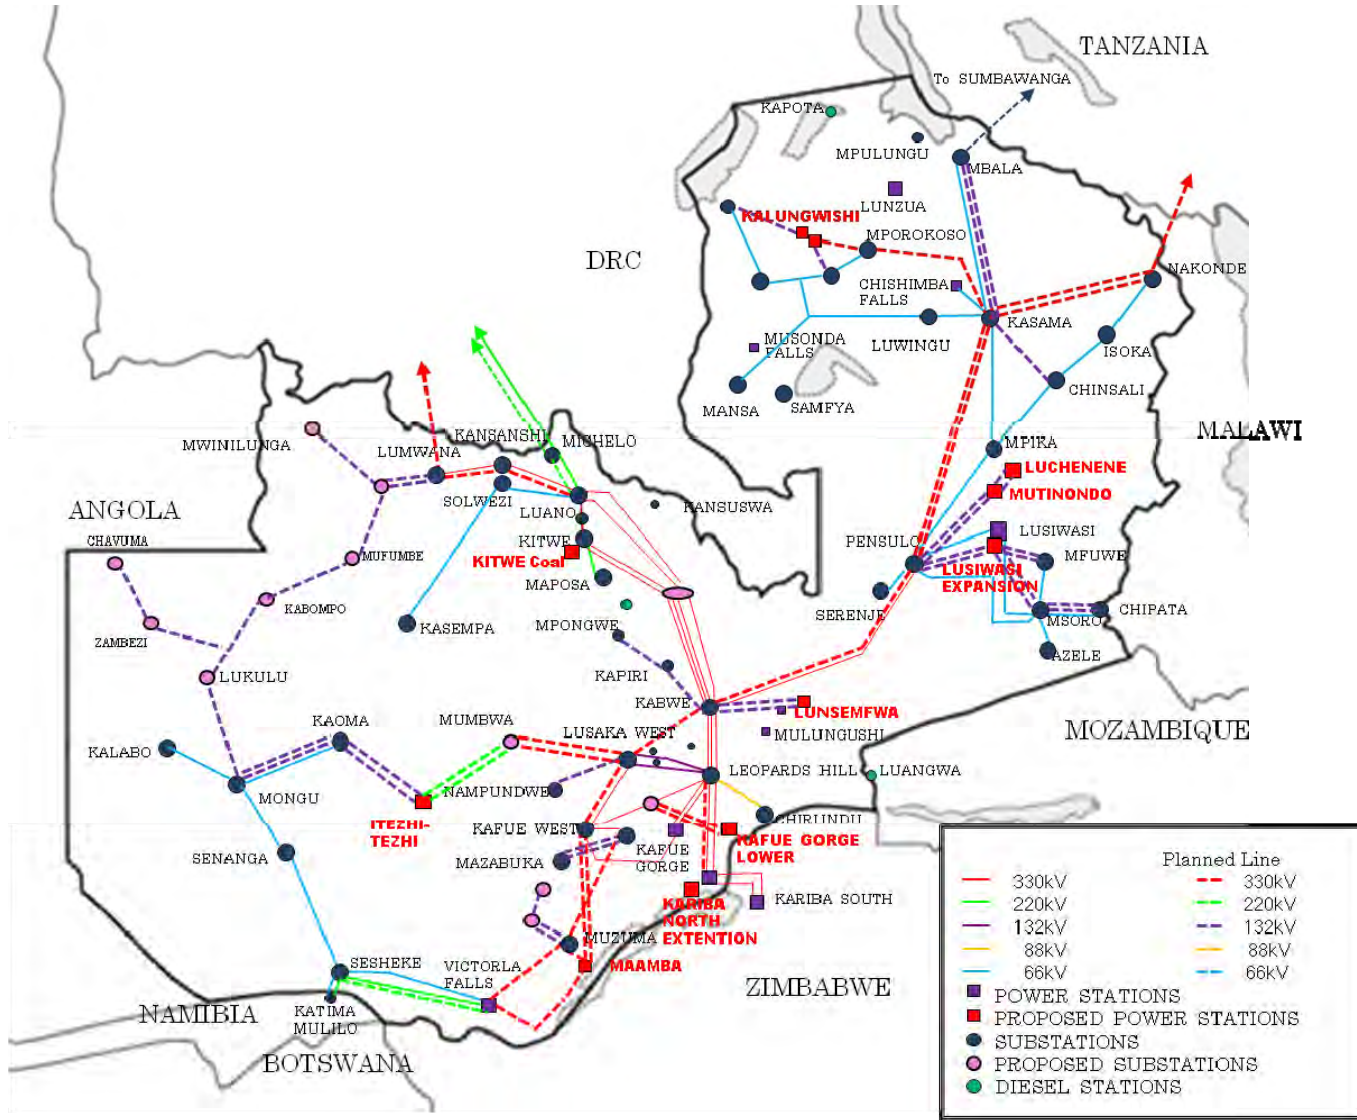 TANZANIA
To SUMBAWANGA
KAPOTA
MPULUNGU
MBALA
LUNZUA
KALUNGWISHI
MPOROKOSO
DRC
NAKONDE
CHISHIMBA
FALLS
KASAMA
MUSONDA
FALLS
LUWINGU
ISOKA
CHINSALI
MANSA
SAMFYA
MALAWI
MWINILUNGA
LUMWANA
KANSANSHI
MICHELO
MPIKA
LUCHENENE
MUTINONDO
SOLWEZI
LUANO
KANSUSWA
ANGOLA
CHAVUMA
MUFUMBE
KITWE
KITWE Coal
PENSULO
LUSIWASI
MFUWE
LUSIWASI
EXPANSION
MAPOSA
SERENJE
KABOMPO
KASEMPA
MPONGWE
MSORO
CHIPATA
ZAMBEZI
AZELE
LUKULU
KAPIRI
KABWE
LUNSEMFWA
KALABO
KAOMA
MUMBWA
LUSAKA WEST
MULUNGUSHI
MOZAMBIQUE
MONGU
NAMPUNDWE
LEOPARDS HILL
LUANGWA
ITEZHI-
TEZHI
KAFUE WEST
CHIRUNDU
SENANGA
MAZABUKA
KAFUE
GORGE
KAFUE GORGE
LOWER
KARIBA
NORTH
EXTENTION
KARIBA SOUTH
SESHEKE
VICTORLA
FALLS
MUZUMA
MAAMBA
ZIMBABWE
NAMIBIA
KATIMA
MULILO
BOTSWANA
Planned Line
330kV 330kV
220kV 220kV
132kV 132kV
88kV 88kV
66kV 66kV
POWER STATIONS
PROPOSED POWER STATIONS
SUBSTATIONS
PROPOSED SUBSTATIONS
DIESEL STATIONS